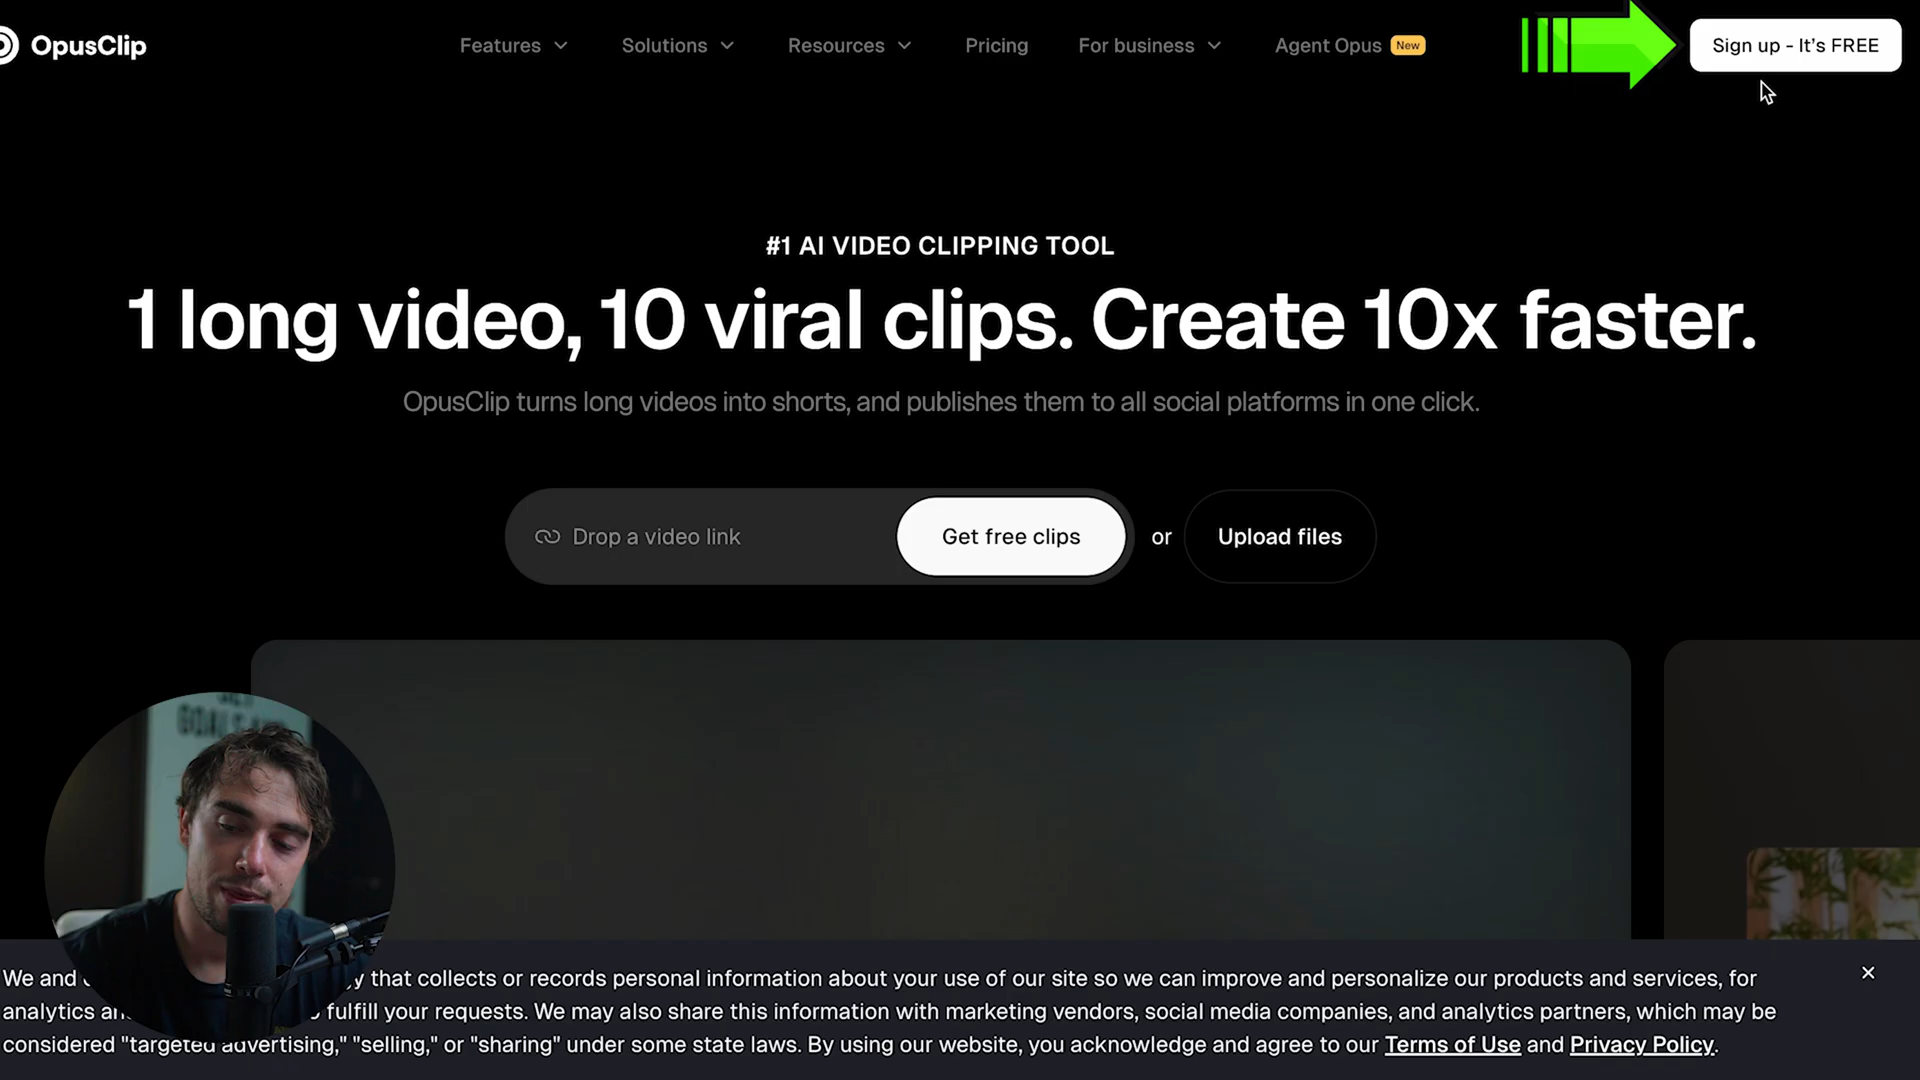 OpusClip
Features
Solutions
Resources
Pricing
For business
Agent Opus New
Sign up - It's FREE
#1 AI VIDEO CLIPPING TOOL
1 long video, 10 viral clips. Create 10x faster.
OpusClip turns long videos into shorts, and publishes them to all social platforms in one click.
Drop a video link
Get free clips
or
Upload files
GOALS
We and that collects or records personal information about your use of our site so we can improve and personalize our products and services, for
analytics fulfill your requests. We may also share this information with marketing vendors, social media companies, and analytics partners, which may be
considered "targeted advertising," "selling," or "sharing" under some state laws. By using our website, you acknowledge and agree to our Terms of Use and Privacy Policy.